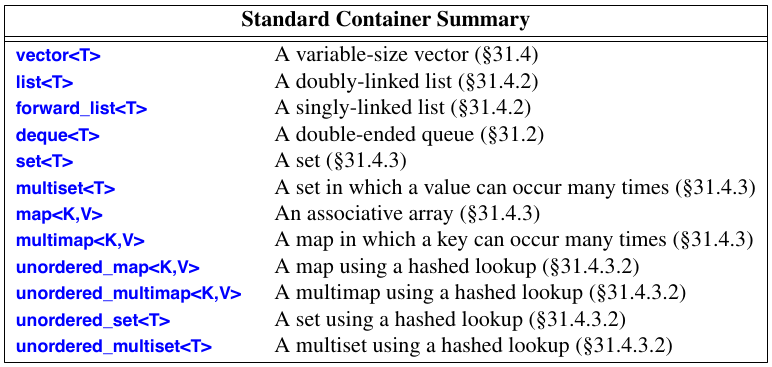 Standard Container Summary
vector<T> A variable-size vector (§31.4)
list<T> A doubly-linked list (§31.4.2)
forward_list<T> A singly-linked list (§31.4.2)
deque<T> A double-ended queue (§31.2)
set<T> A set (§31.4.3)
multiset<T> A set in which a value can occur many times (§31.4.3)
map<K,V> An associative array (§31.4.3)
multimap<K,V> A map in which a key can occur many times (§31.4.3)
unordered_map<K,V> A map using a hashed lookup (§31.4.3.2)
unordered_multimap<K,V> A multimap using a hashed lookup (§31.4.3.2)
unordered_set<T> A set using a hashed lookup (§31.4.3.2)
unordered_multiset<T> A multiset using a hashed lookup (§31.4.3.2)